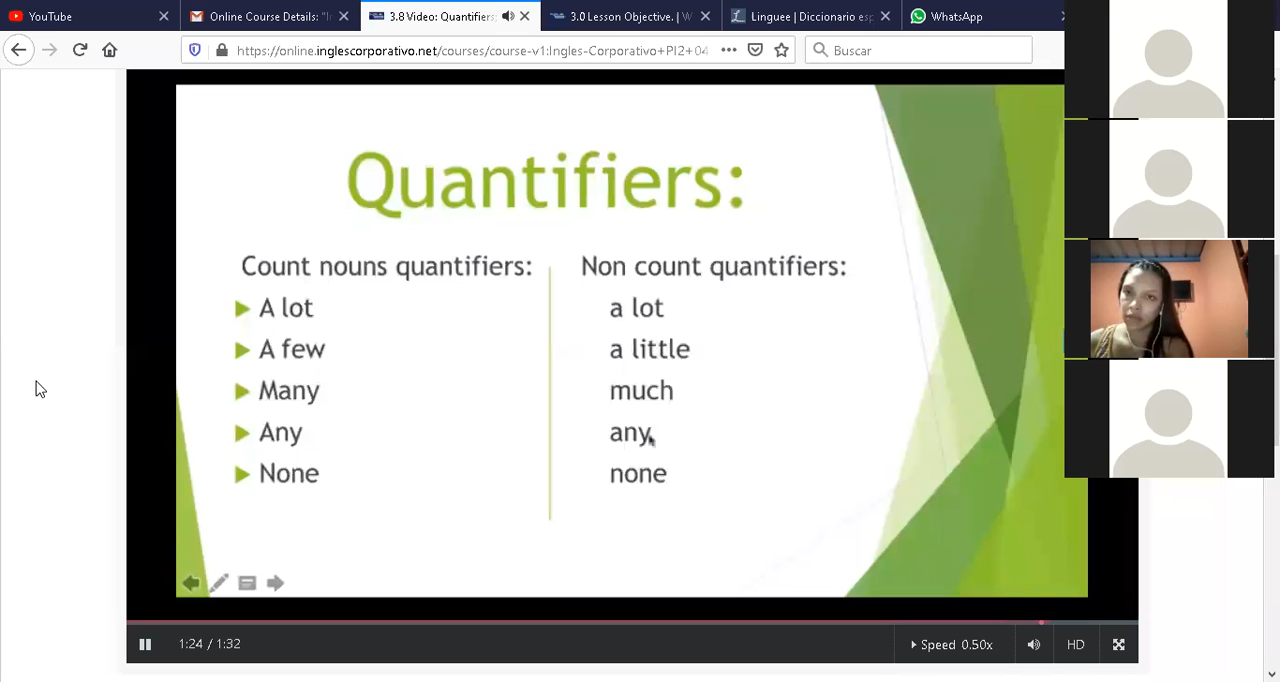 YouTube
Online Course Details: "I
3.8 Video: Quantifiers
3.0 Lesson Objective. | W
Linguee | Diccionario esp
WhatsApp
https://online.inglescorporativo.net/courses/course-v1:Ingles-Corporativo+PI2+04
Buscar
Quantifiers:
Count nouns quantifiers:
A lot
A few
Many
Any
None
Non count quantifiers:
a lot
a little
much
any
none
1:24 / 1:32
Speed 0.50x
HD